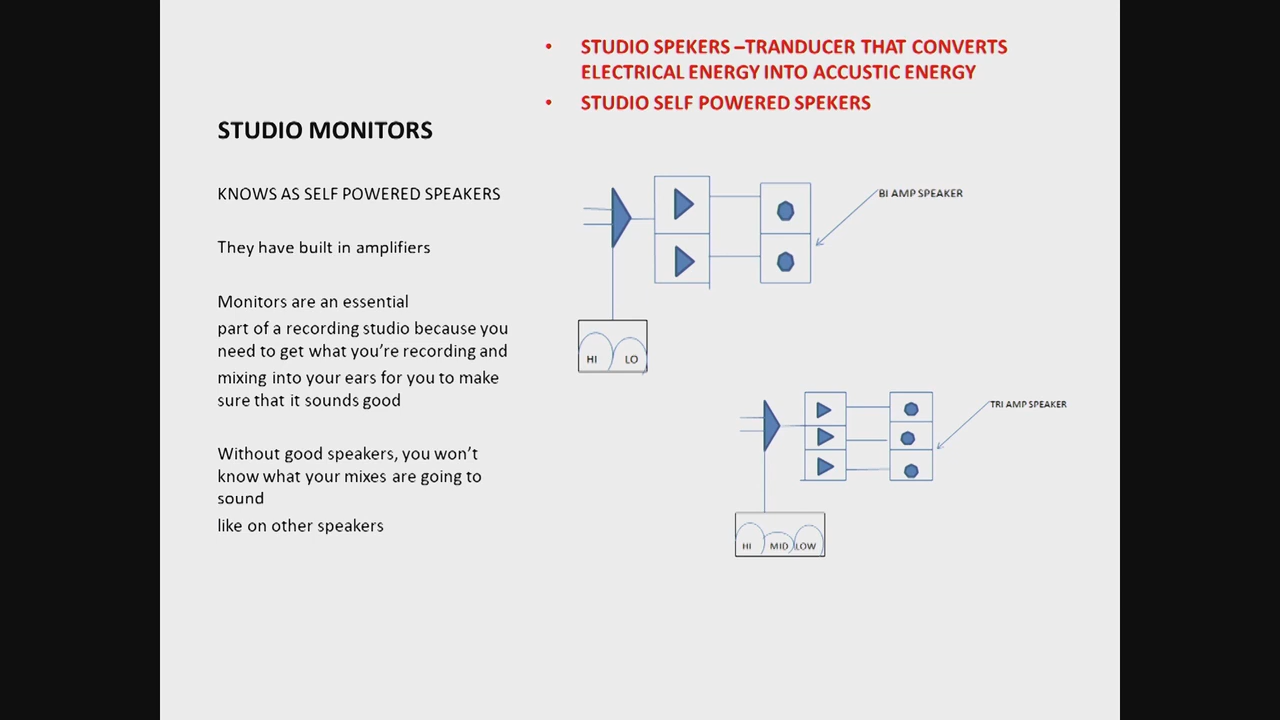 • STUDIO SPEKERS –TRANDUCER THAT CONVERTS
ELECTRICAL ENERGY INTO ACCUSTIC ENERGY
• STUDIO SELF POWERED SPEKERS
STUDIO MONITORS
KNOWS AS SELF POWERED SPEAKERS
They have built in amplifiers
Monitors are an essential
part of a recording studio because you
need to get what you’re recording and
mixing into your ears for you to make
sure that it sounds good
Without good speakers, you won’t
know what your mixes are going to
sound
like on other speakers
BI AMP SPEAKER
HI LO
TRI AMP SPEAKER
HI MID LOW